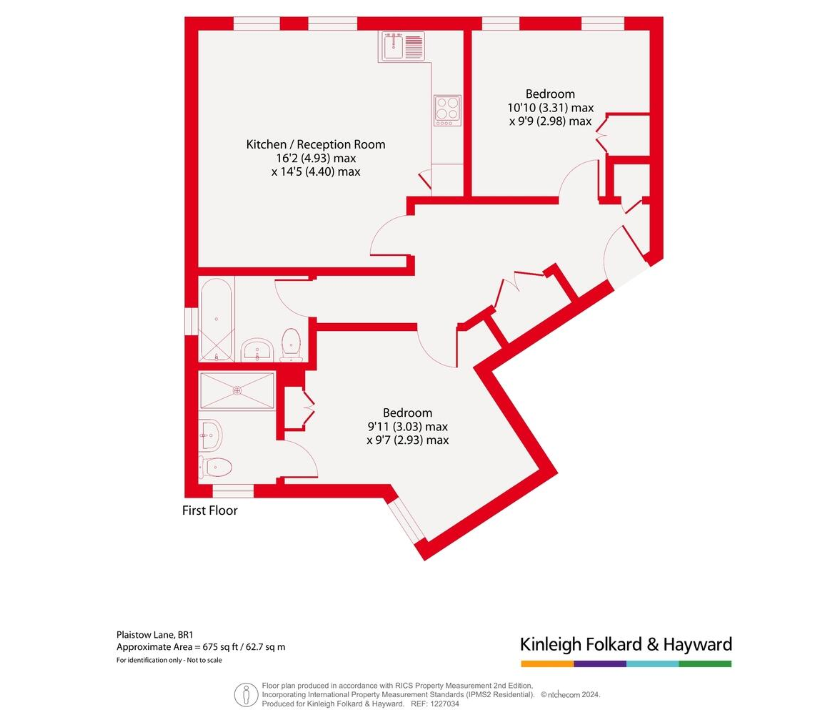 Bedroom
10'10 (3.31) max
x 9'9 (2.98) max
Kitchen / Reception Room
16'2 (4.93) max
x 14'5 (4.40) max
Bedroom
9'11 (3.03) max
x 9'7 (2.93) max
First Floor
Plaistow Lane, BR1
Approximate Area = 675 sq ft / 62.7 sq m
For identification only - Not to scale
Kinleigh Folkard & Hayward
Floor plan produced in accordance with RICS Property Measurement 2nd Edition,
Incorporating International Property Measurement Standards (IPMS2 Residential). © nichecom 2024.
Produced for Kinleigh Folkard & Hayward. REF: 1227034